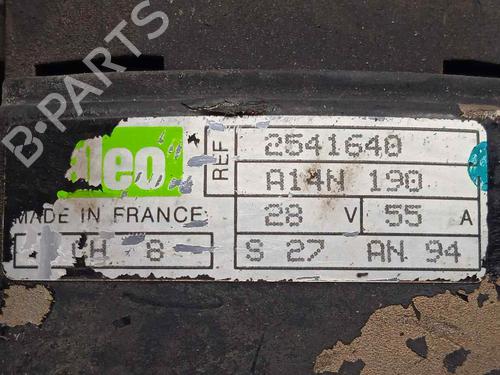 B-PARTS
aleo
REF
2541640
A14N 190
MADE IN FRANCE
28 V 55 A
H 8
S 27 AN 94